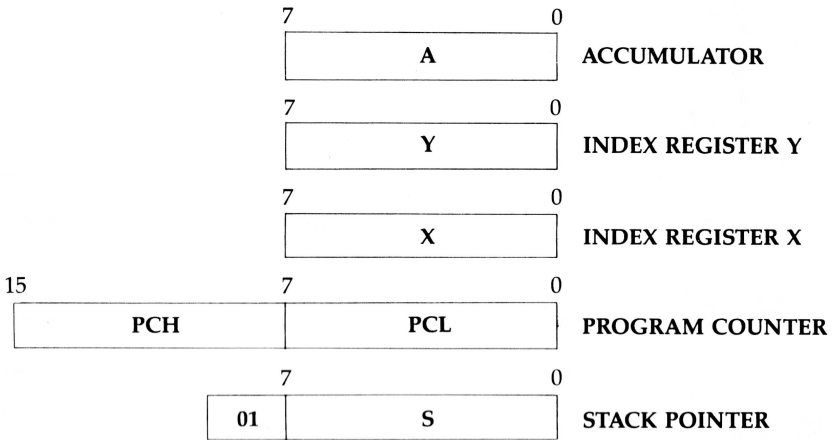 7 0
A ACCUMULATOR
7 0
Y INDEX REGISTER Y
7 0
X INDEX REGISTER X
15 7 0
PCH PCL PROGRAM COUNTER
7 0
01 S STACK POINTER